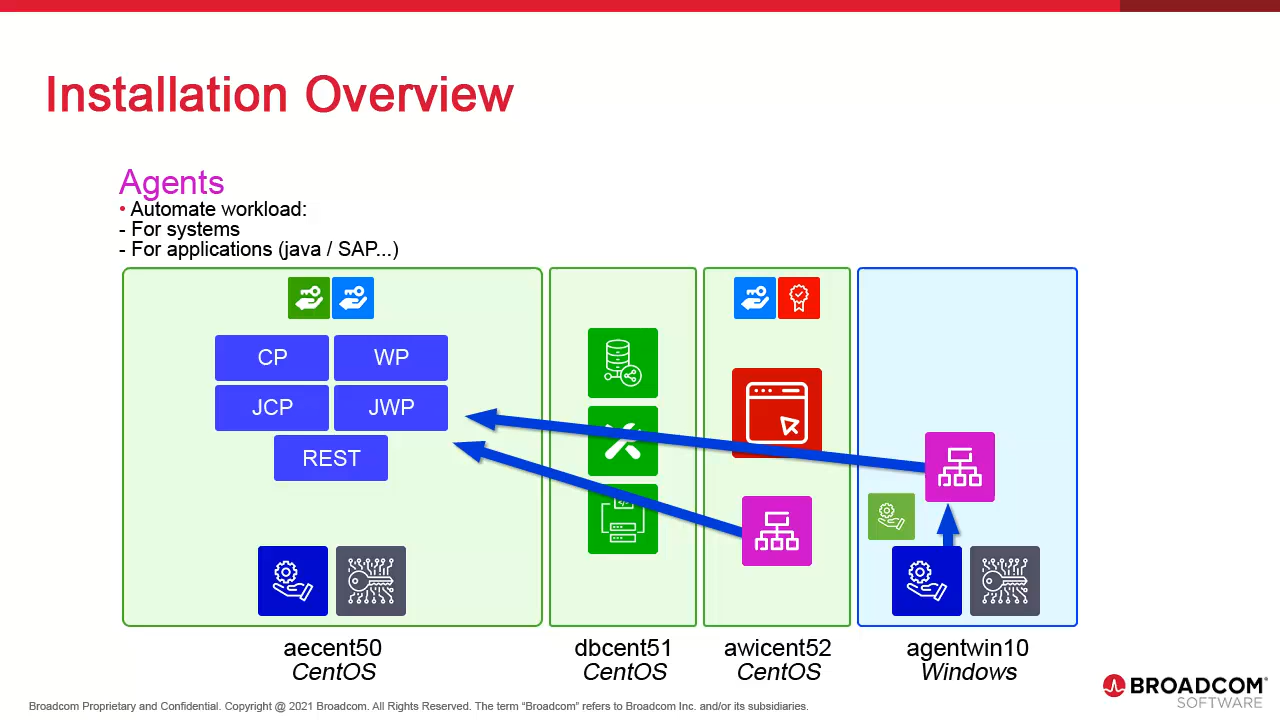 Installation Overview
Agents
• Automate workload:
- For systems
- For applications (java / SAP...)
CP
WP
JCP
JWP
REST
</>
aecent50
CentOS
dbcent51
CentOS
awicent52
CentOS
agentwin10
Windows
BROADCOM®
SOFTWARE
Broadcom Proprietary and Confidential. Copyright @ 2021 Broadcom. All Rights Reserved. The term “Broadcom” refers to Broadcom Inc. and/or its subsidiaries.